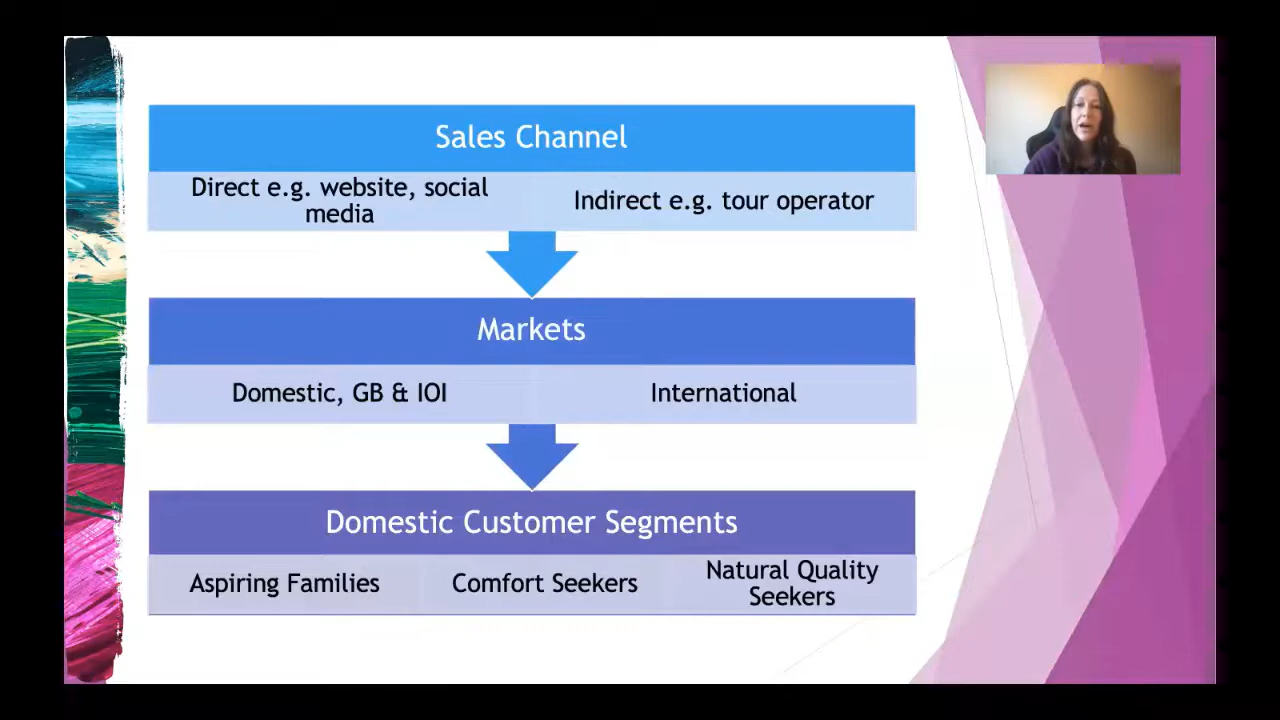 Sales Channel
Direct e.g. website, social
media
Indirect e.g. tour operator
Markets
Domestic, GB & IOI
International
Domestic Customer Segments
Aspiring Families
Comfort Seekers
Natural Quality
Seekers